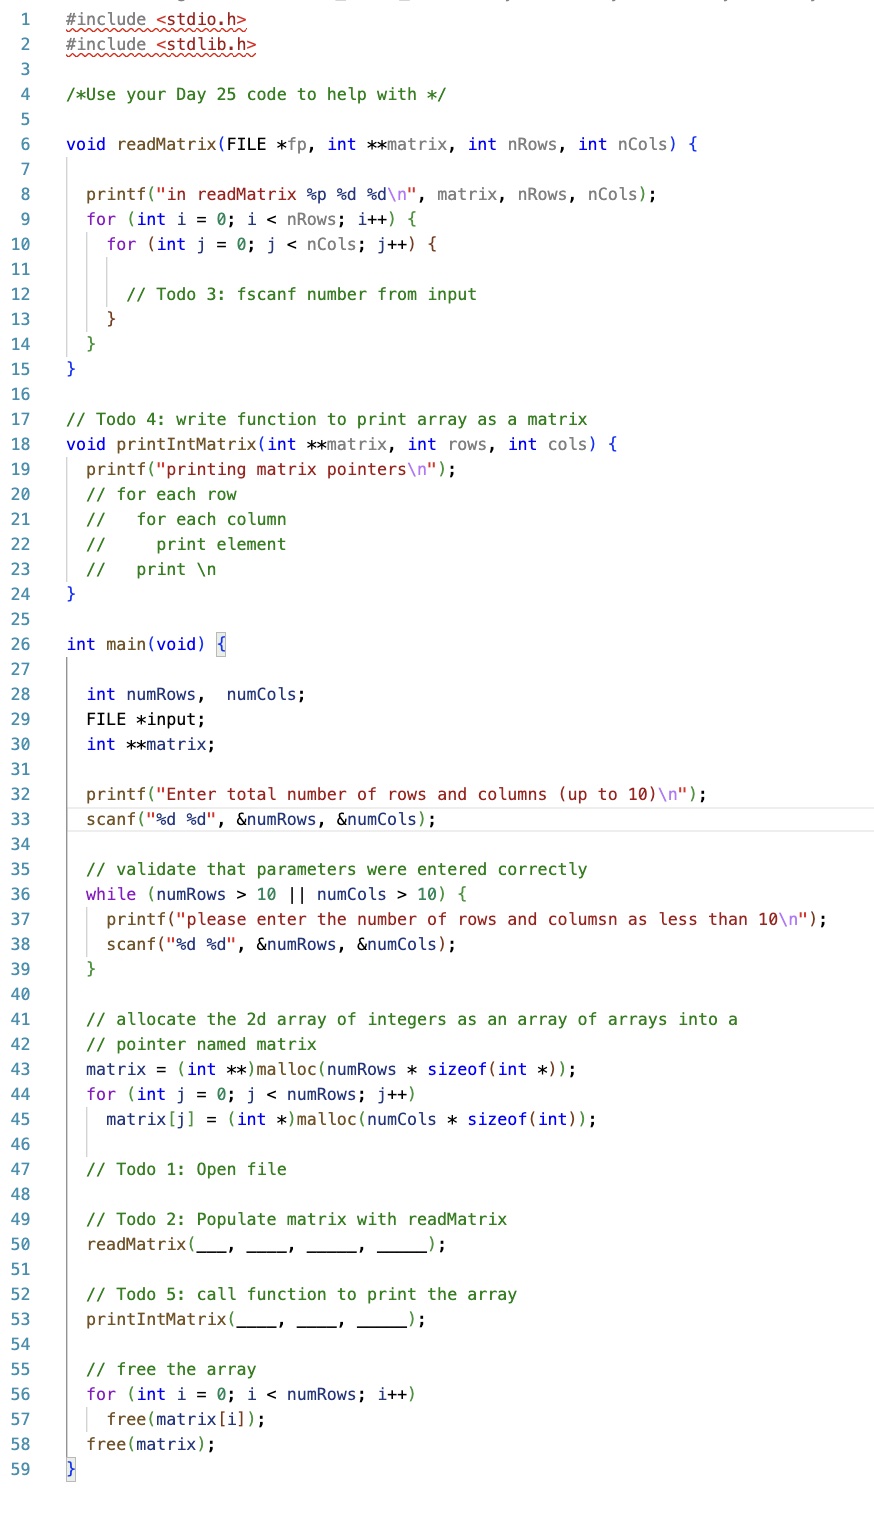 1 #include <stdio.h>
2 #include <stdlib.h>
3
4 /*Use your Day 25 code to help with */
5
6 void readMatrix(FILE *fp, int **matrix, int nRows, int nCols) {
7
8   printf("in readMatrix %p %d %d\n", matrix, nRows, nCols);
9   for (int i = 0; i < nRows; i++) {
10     for (int j = 0; j < nCols; j++) {
11
12       // Todo 3: fscanf number from input
13     }
14   }
15 }
16
17 // Todo 4: write function to print array as a matrix
18 void printIntMatrix(int **matrix, int rows, int cols) {
19   printf("printing matrix pointers\n");
20   // for each row
21   //   for each column
22   //     print element
23   //   print \n
24 }
25
26 int main(void) {
27
28   int numRows,  numCols;
29   FILE *input;
30   int **matrix;
31
32   printf("Enter total number of rows and columns (up to 10)\n");
33   scanf("%d %d", &numRows, &numCols);
34
35   // validate that parameters were entered correctly
36   while (numRows > 10 || numCols > 10) {
37     printf("please enter the number of rows and columsn as less than 10\n");
38     scanf("%d %d", &numRows, &numCols);
39   }
40
41   // allocate the 2d array of integers as an array of arrays into a
42   // pointer named matrix
43   matrix = (int **)malloc(numRows * sizeof(int *));
44   for (int j = 0; j < numRows; j++)
45     matrix[j] = (int *)malloc(numCols * sizeof(int));
46
47   // Todo 1: Open file
48
49   // Todo 2: Populate matrix with readMatrix
50   readMatrix(___, ____, _____, _____);
51
52   // Todo 5: call function to print the array
53   printIntMatrix(____, ____, _____);
54
55   // free the array
56   for (int i = 0; i < numRows; i++)
57     free(matrix[i]);
58   free(matrix);
59 }